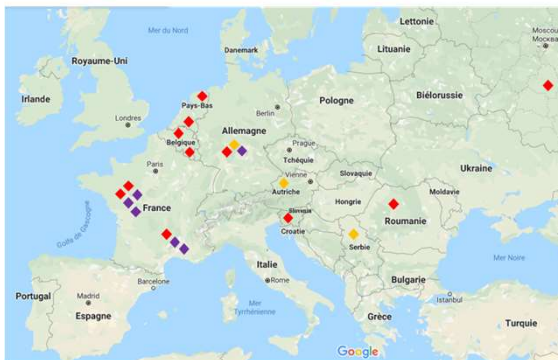 Lettonie
Moscou
Москва
Mer du Nord
Danemark
Lituanie
Royaume-Uni
Biélorussie
Irlande
Pays-Bas
Berlin
Pologne
Londres
Allemagne
Belgique
Prague
Tchéquie
Ukraine
Paris
Slovaquie
Vienne
Autriche
Moldavie
Hongrie
France
Slovénie
Roumanie
Croatie
Golfe de Gascogne
Serbie
Mer Noire
Italie
Bulgarie
Barcelone
Rome
Istanbul
Portugal
Madrid
Espagne
Mer
Tyrrhénienne
Grèce
Turquie
Google